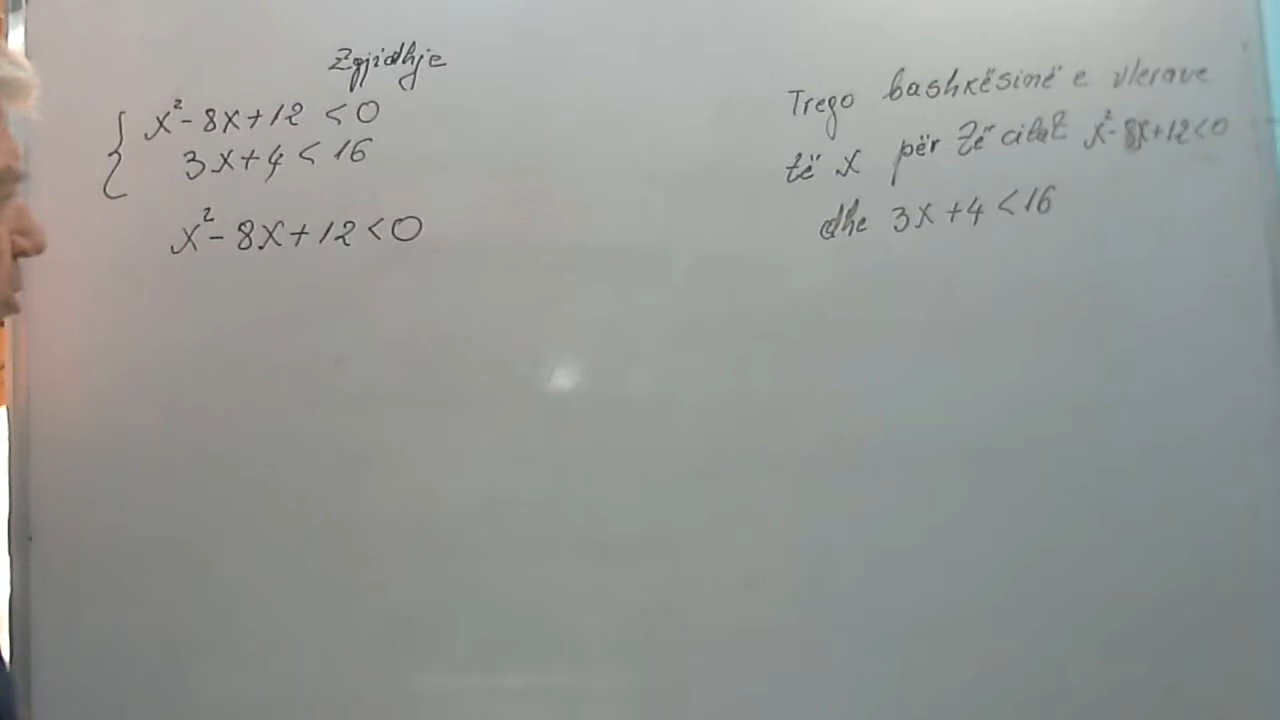 Zgjidhje
x² - 8x + 12 < 0
3x + 4 < 16
x² - 8x + 12 < 0
Trego bashkësinë e vlerave
të x për të cilat x² - 8x + 12 < 0
dhe 3x + 4 < 16